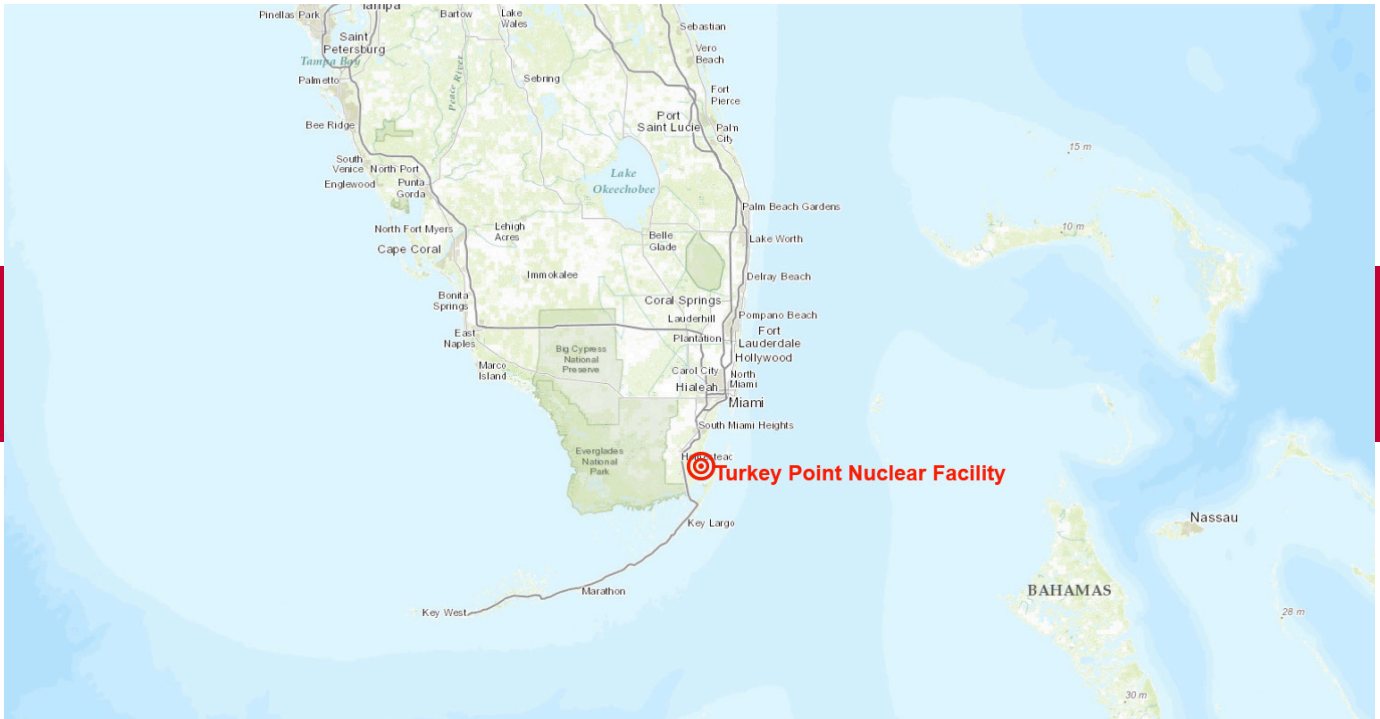 Tampa
Pinellas Park
Bartow
Lake
Wales
Sebastian
Saint
Petersburg
Vero
Beach
Tampa Bay
Palmetto
Peace River
Sebring
Fort
Pierce
Bee Ridge
Port
Saint Lucie
Palm
City
15 m
South
Venice
North Port
Englewood
Punta
Gorda
Lake
Okeechobee
Palm Beach Gardens
North Fort Myers
Lehigh
Acres
Belle
Glade
Lake Worth
10 m
Cape Coral
Immokalee
Delray Beach
Bonita
Springs
Coral Springs
Lauderhill
Pompano Beach
East
Naples
Plantation
Fort
Lauderdale
Hollywood
Big Cypress
National
Preserve
Marco
Island
Carol City
North
Miami
Hialeah
Miami
South Miami Heights
Everglades
National
Park
Turkey Point Nuclear Facility
Key Largo
Nassau
Marathon
BAHAMAS
Key West
28 m
30 m